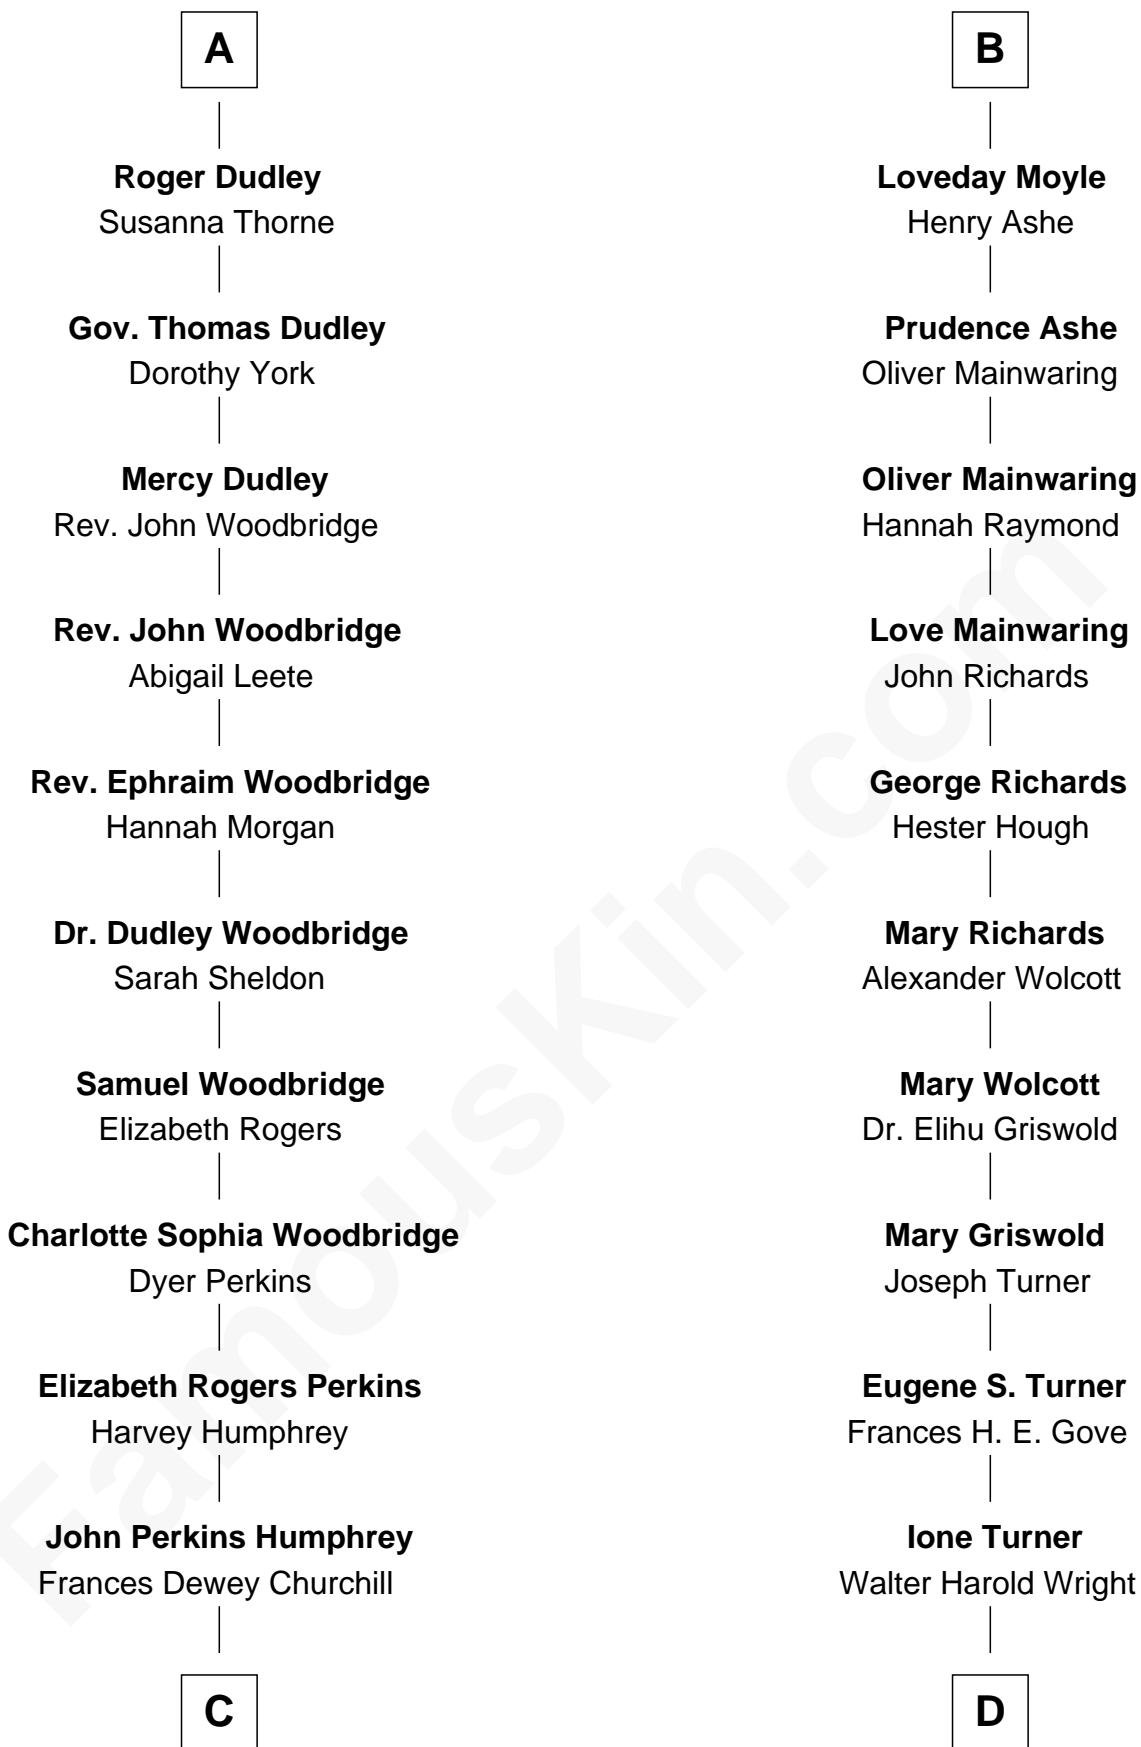 A
Roger Dudley
Susanna Thorne
Gov. Thomas Dudley
Dorothy York
Mercy Dudley
Rev. John Woodbridge
Rev. John Woodbridge
Abigail Leete
Rev. Ephraim Woodbridge
Hannah Morgan
Dr. Dudley Woodbridge
Sarah Sheldon
Samuel Woodbridge
Elizabeth Rogers
Charlotte Sophia Woodbridge
Dyer Perkins
Elizabeth Rogers Perkins
Harvey Humphrey
John Perkins Humphrey
Frances Dewey Churchill
C
B
Loveday Moyle
Henry Ashe
Prudence Ashe
Oliver Mainwaring
Oliver Mainwaring
Hannah Raymond
Love Mainwaring
John Richards
George Richards
Hester Hough
Mary Richards
Alexander Wolcott
Mary Wolcott
Dr. Elihu Griswold
Mary Griswold
Joseph Turner
Eugene S. Turner
Frances H. E. Gove
Ione Turner
Walter Harold Wright
D
FamousKin.com